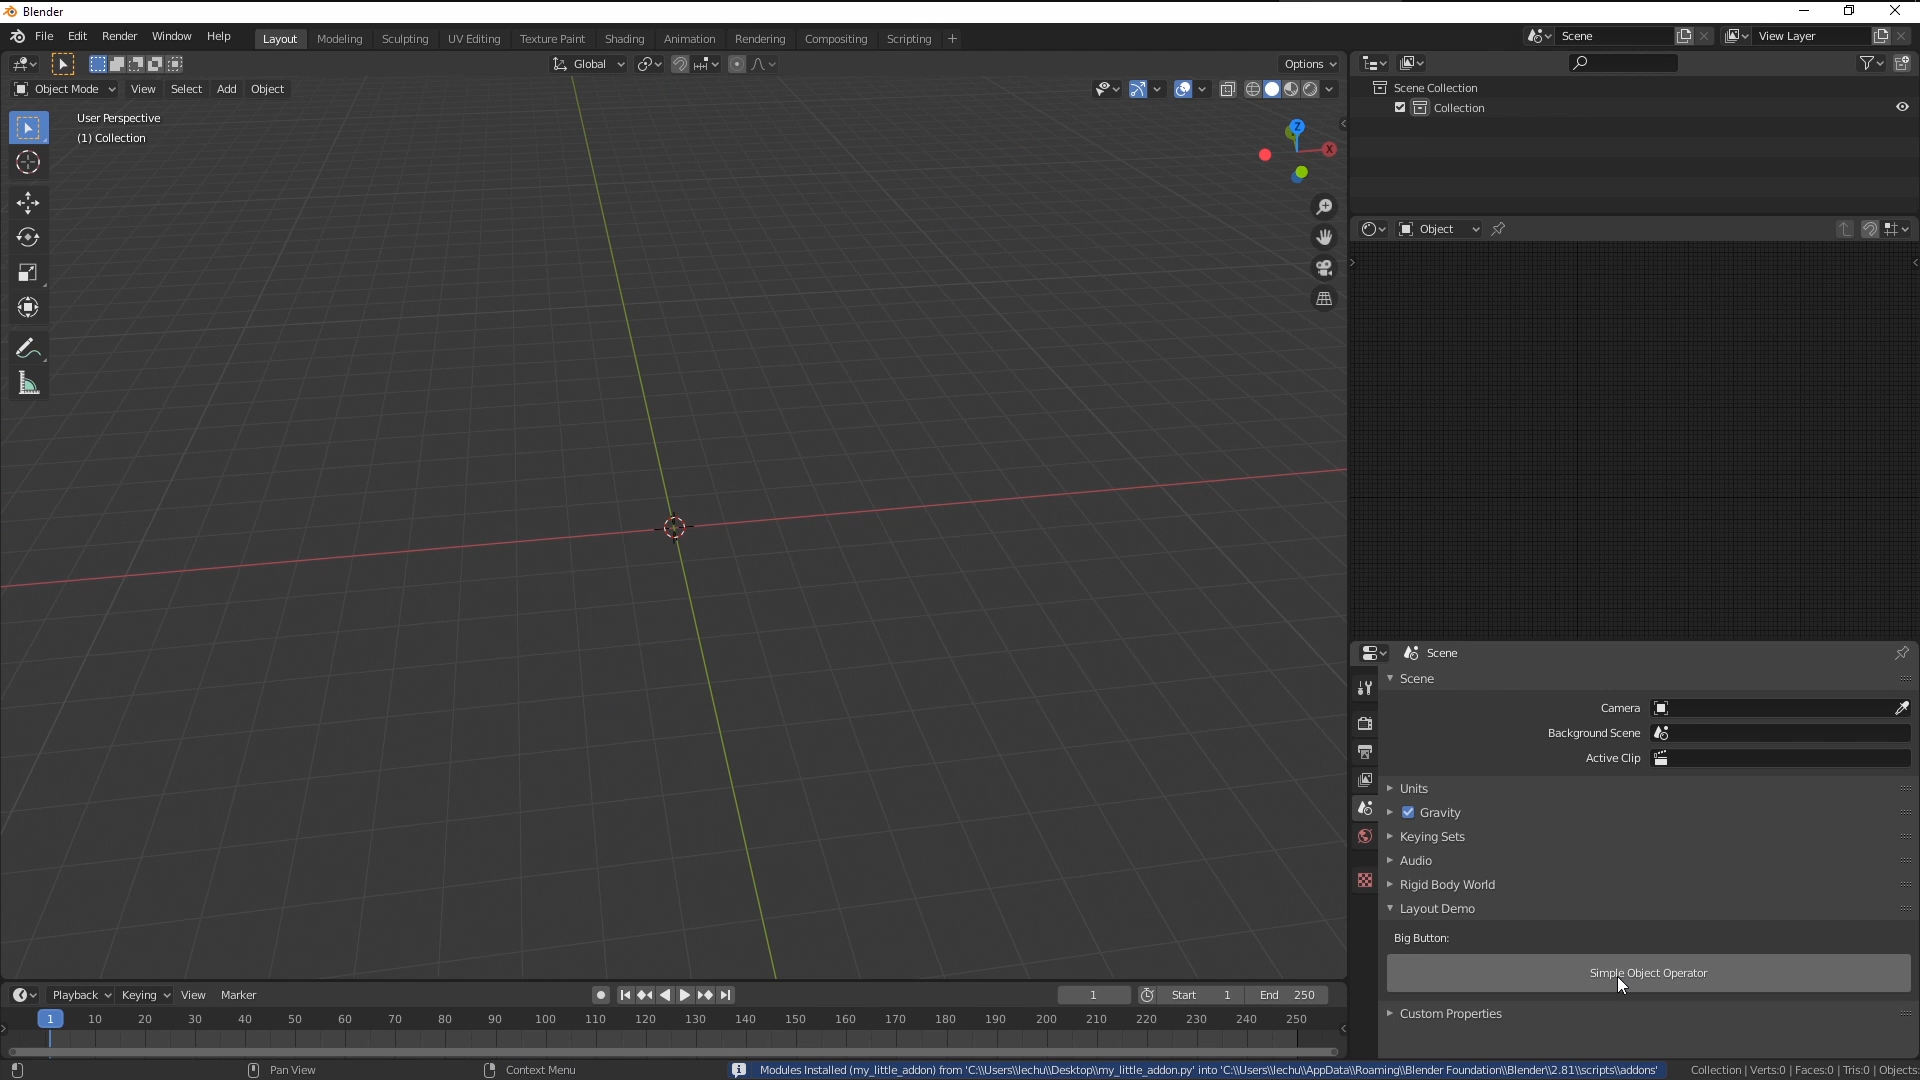 Blender
File Edit Render Window Help Layout Modeling Sculpting UV Editing Texture Paint Shading Animation Rendering Compositing Scripting + Scene View Layer
Global Options
Object Mode View Select Add Object
User Perspective
(1) Collection
Z
X
Scene Collection
Collection
Object
Scene
Scene
Camera
Background Scene
Active Clip
Units
Gravity
Keying Sets
Audio
Rigid Body World
Layout Demo
Big Button:
Simple Object Operator
Custom Properties
Playback Keying View Marker 1 Start 1 End 250
1 10 20 30 40 50 60 70 80 90 100 110 120 130 140 150 160 170 180 190 200 210 220 230 240 250
Pan View Context Menu Modules Installed (my_little_addon) from 'C:\\Users\\lechu\\Desktop\\my_little_addon.py' into 'C:\\Users\\lechu\\AppData\\Roaming\\Blender Foundation\\Blender\\2.81\\scripts\\addons' Collection | Verts:0 | Faces:0 | Tris:0 | Objects: